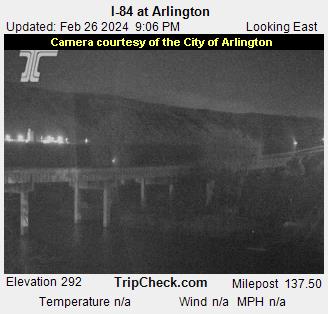 I-84 at Arlington
Updated: Feb 26 2024 9:06 PM Looking East
Camera courtesy of the City of Arlington
Elevation 292 TripCheck.com Milepost 137.50
Temperature n/a Wind n/a MPH n/a